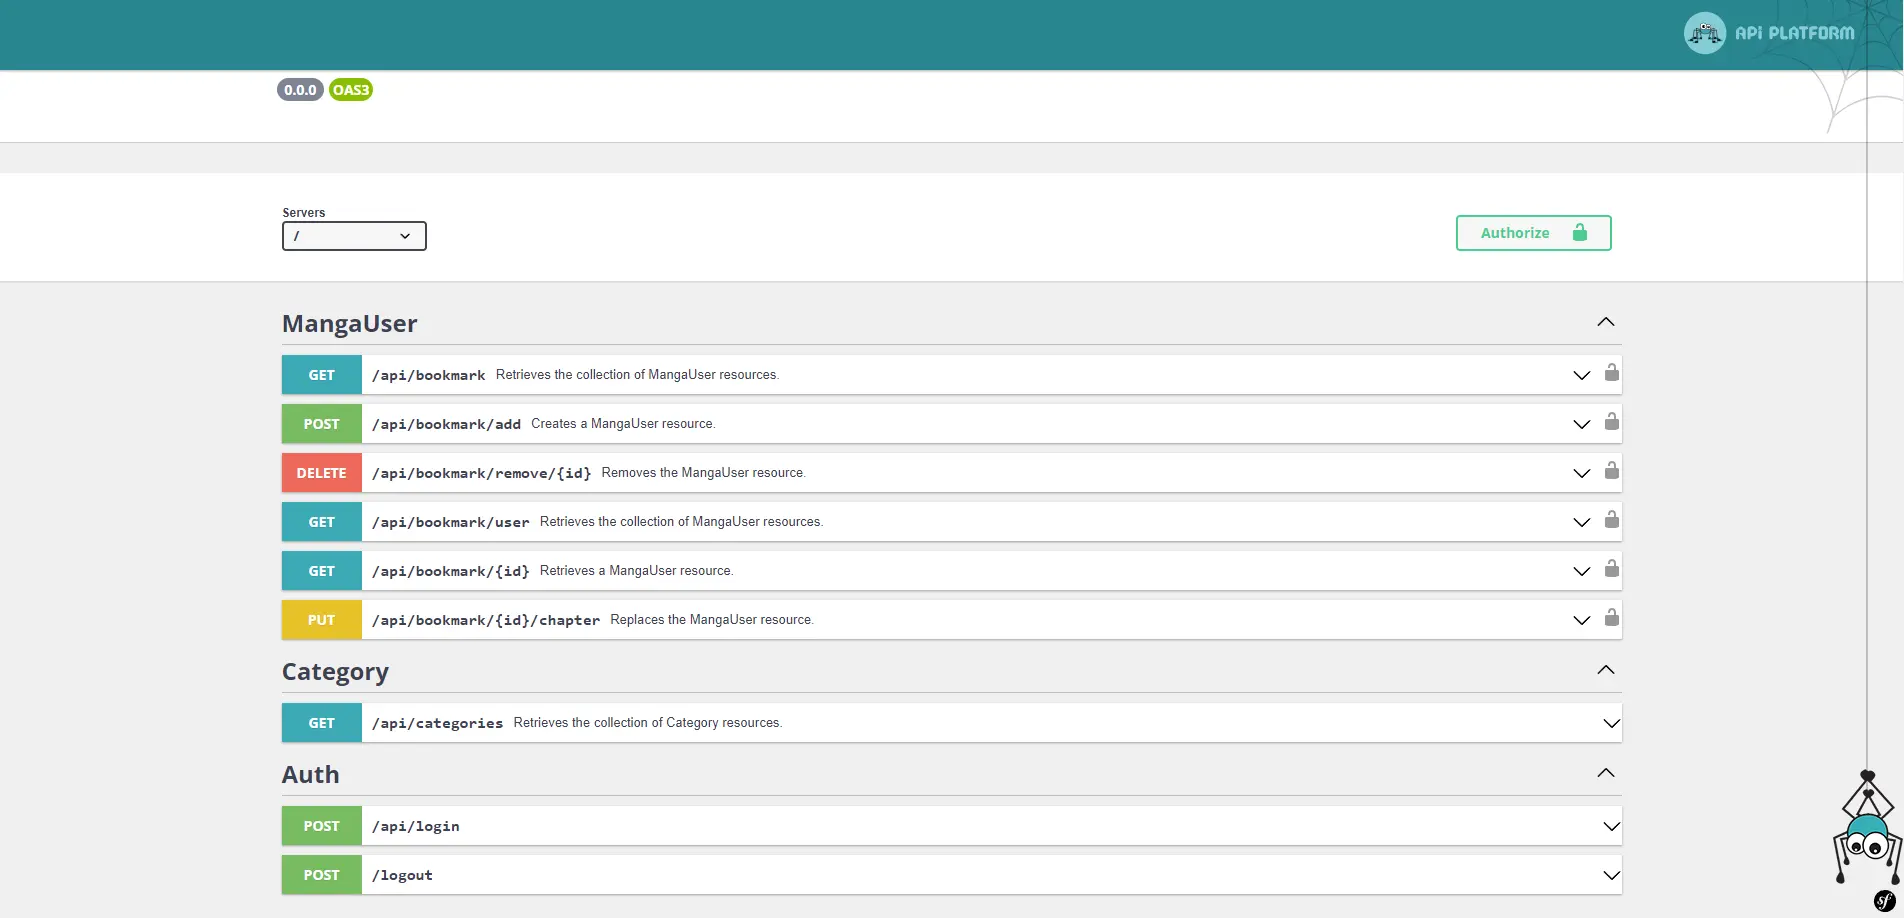 API PLATFORM
0.0.0 OAS3
Servers
/
Authorize
MangaUser
GET /api/bookmark Retrieves the collection of MangaUser resources.
POST /api/bookmark/add Creates a MangaUser resource.
DELETE /api/bookmark/remove/{id} Removes the MangaUser resource.
GET /api/bookmark/user Retrieves the collection of MangaUser resources.
GET /api/bookmark/{id} Retrieves a MangaUser resource.
PUT /api/bookmark/{id}/chapter Replaces the MangaUser resource.
Category
GET /api/categories Retrieves the collection of Category resources.
Auth
POST /api/login
POST /logout
sf